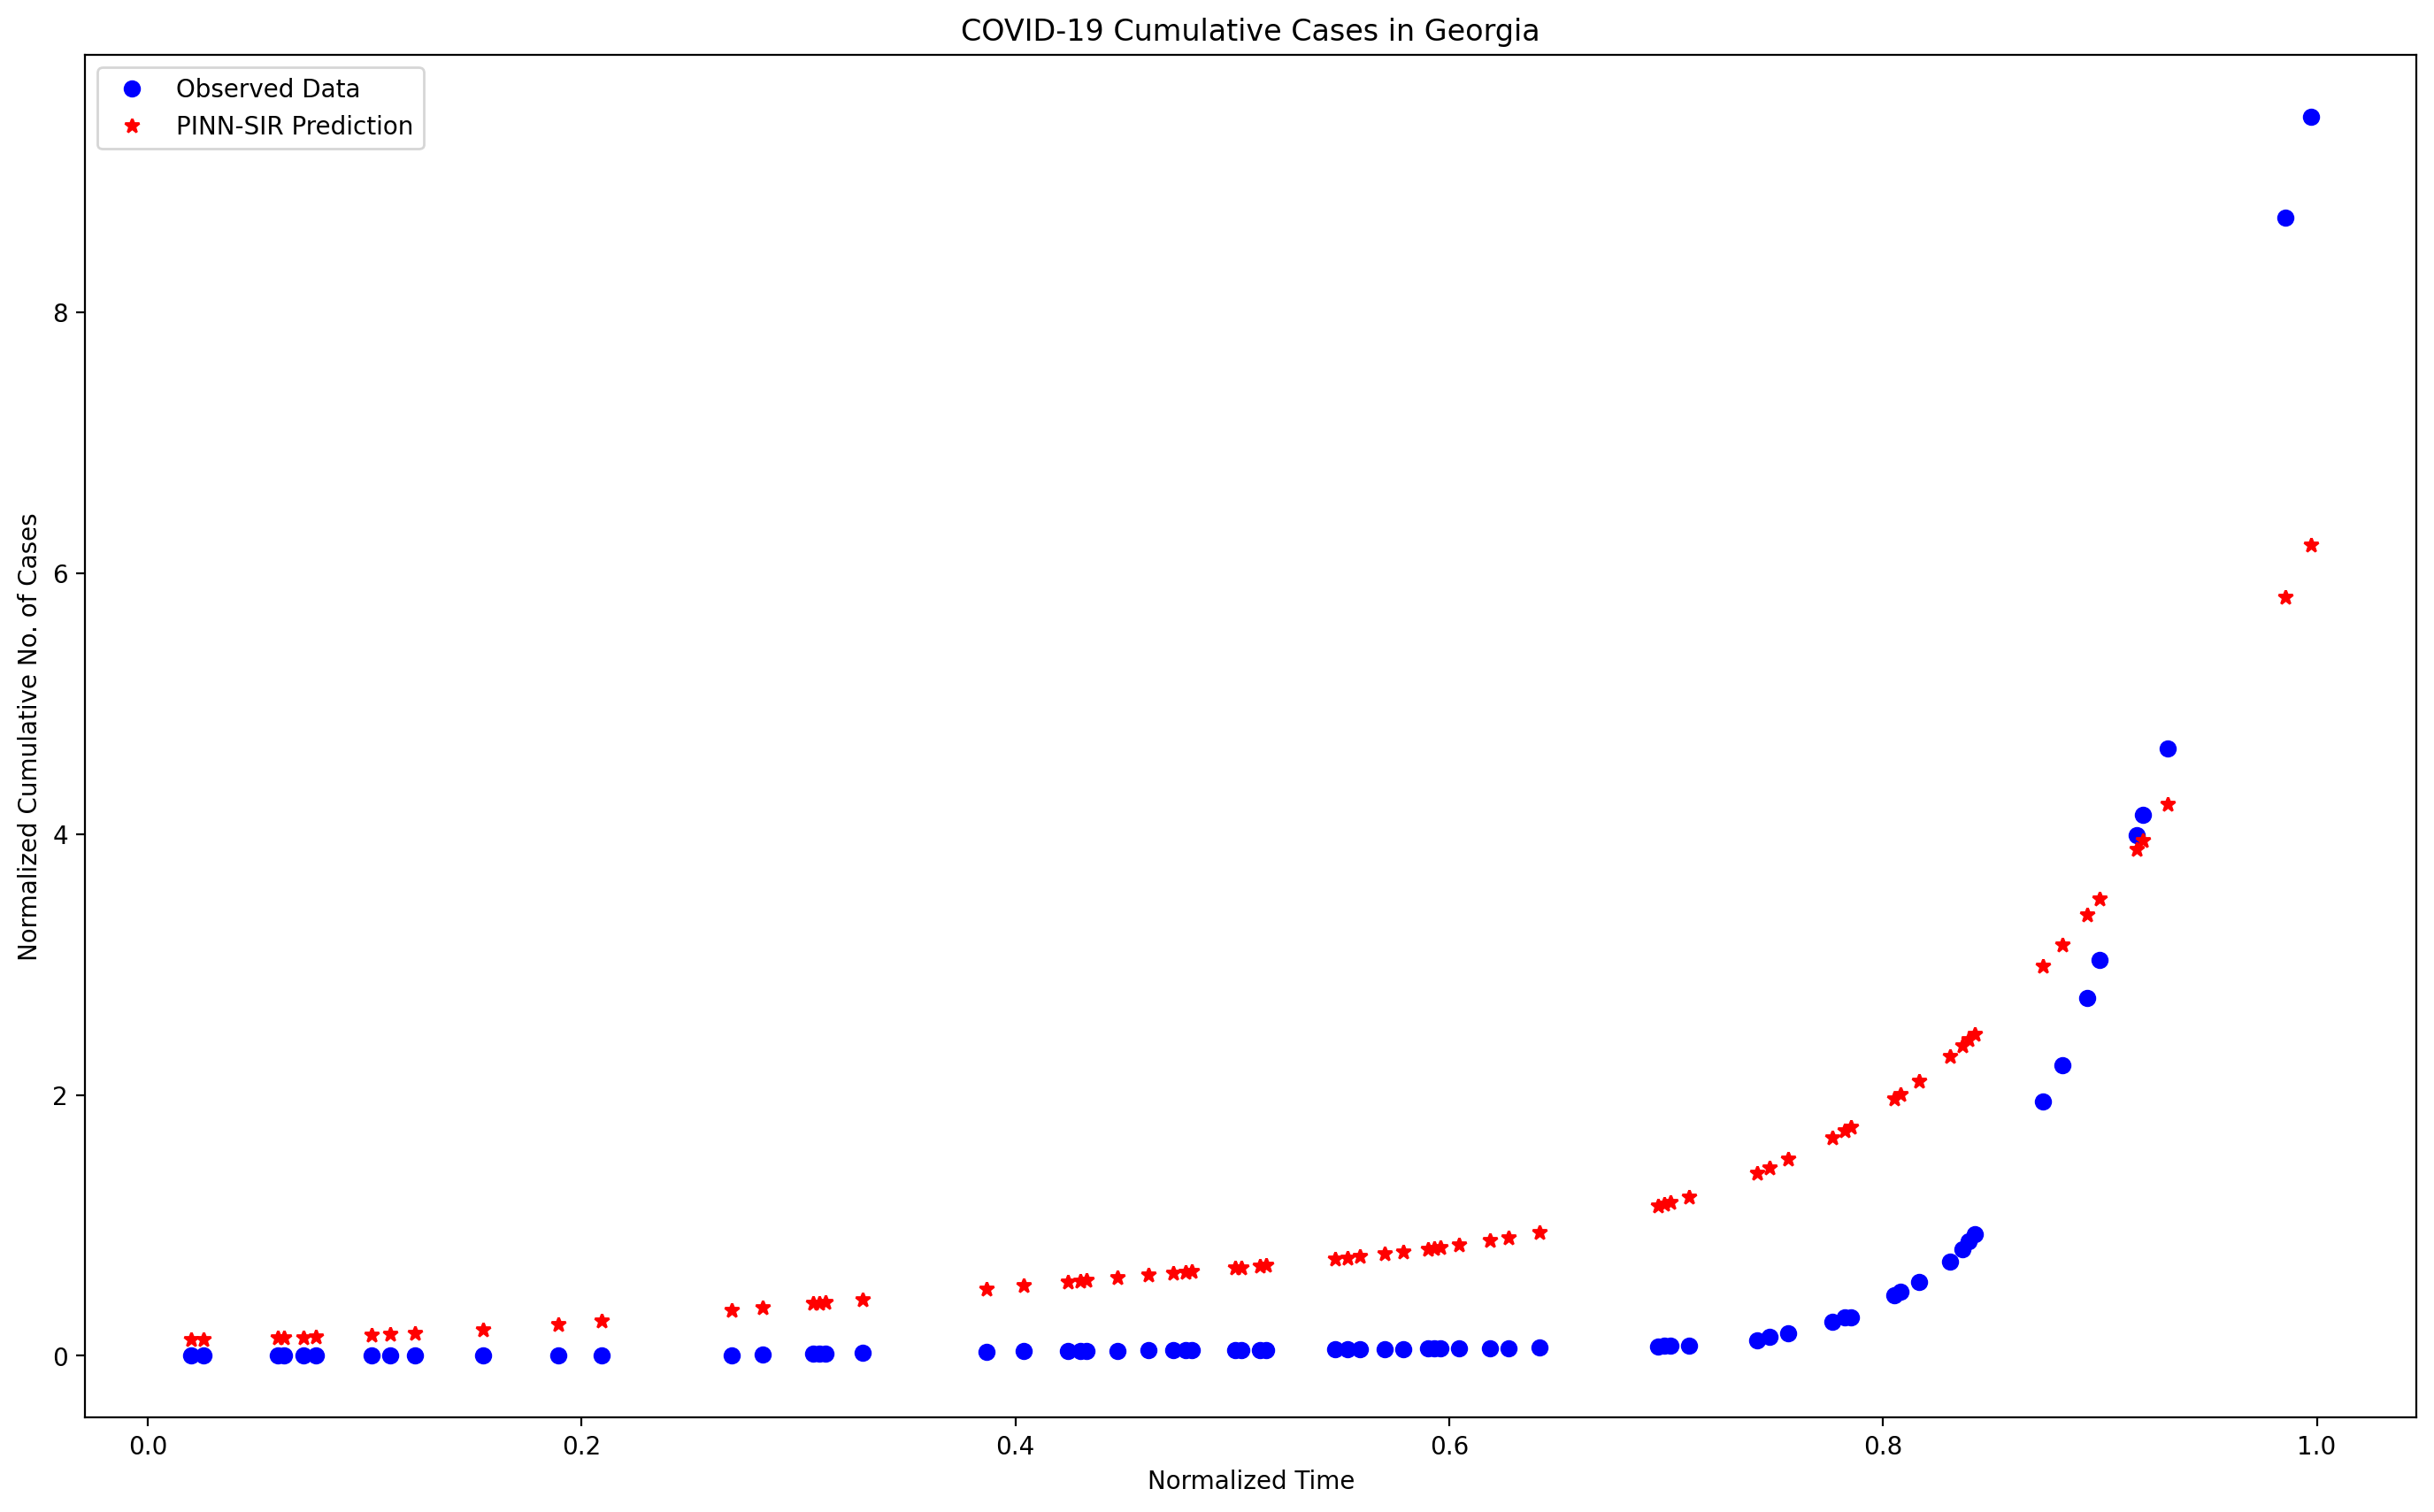 COVID-19 Cumulative Cases in Georgia
Observed Data
PINN-SIR Prediction
Normalized Cumulative No. of Cases
8
6
4
2
0
0.0 0.2 0.4 0.6 0.8 1.0
Normalized Time